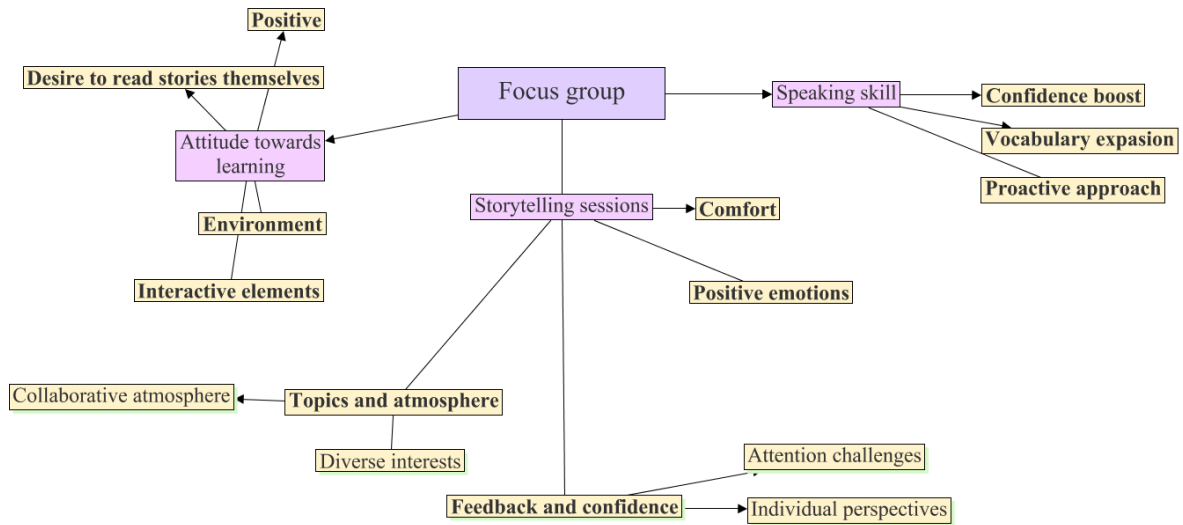 Positive
Desire to read stories themselves
Focus group
Speaking skill
Confidence boost
Attitude towards
learning
Vocabulary expasion
Proactive approach
Storytelling sessions
Comfort
Environment
Interactive elements
Positive emotions
Collaborative atmosphere
Topics and atmosphere
Diverse interests
Attention challenges
Feedback and confidence
Individual perspectives